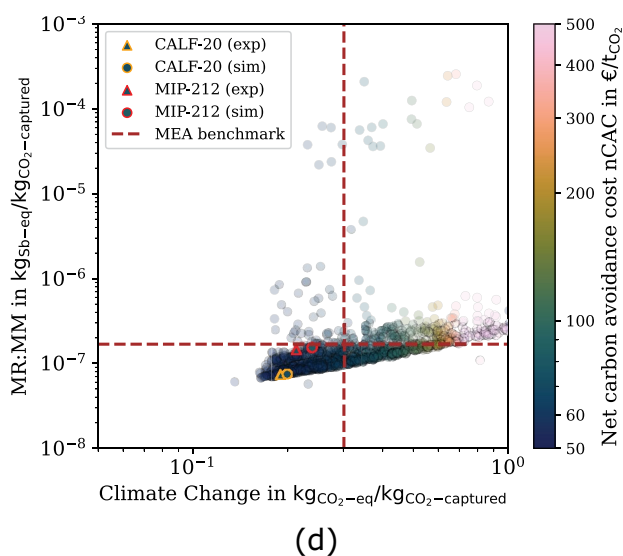 10⁻³
10⁻⁴
10⁻⁵
10⁻⁶
10⁻⁷
10⁻⁸
MR:MM in kg_Sb−eq/kg_CO₂−captured
CALF-20 (exp)
CALF-20 (sim)
MIP-212 (exp)
MIP-212 (sim)
MEA benchmark
10⁻¹
10⁰
Climate Change in kg_CO₂−eq/kg_CO₂−captured
500
400
300
200
100
60
50
Net carbon avoidance cost nCAC in €/t_CO₂
(d)